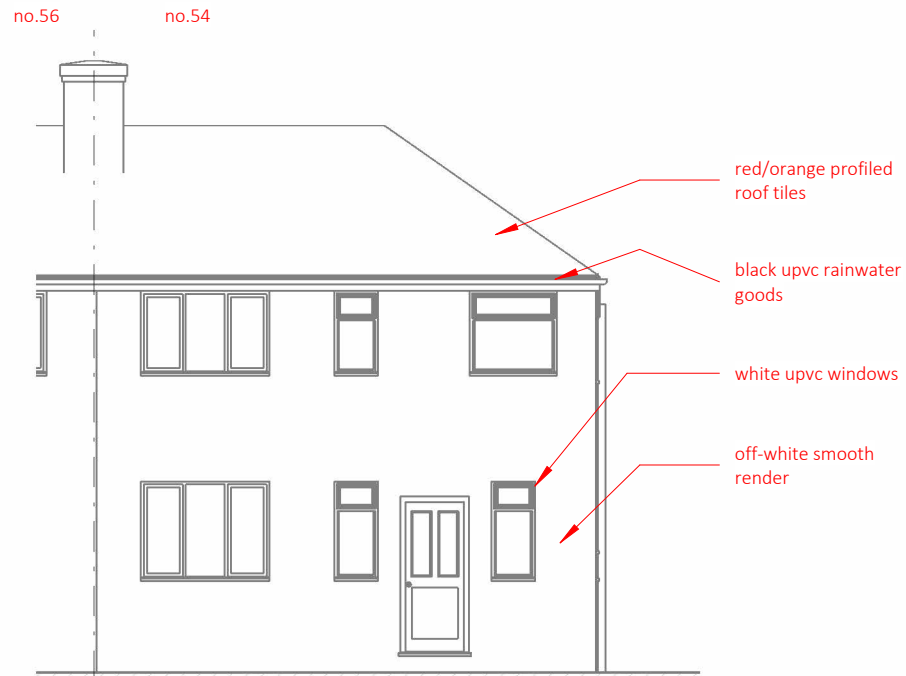 no.56
no.54
red/orange profiled
roof tiles
black upvc rainwater
goods
white upvc windows
off-white smooth
render